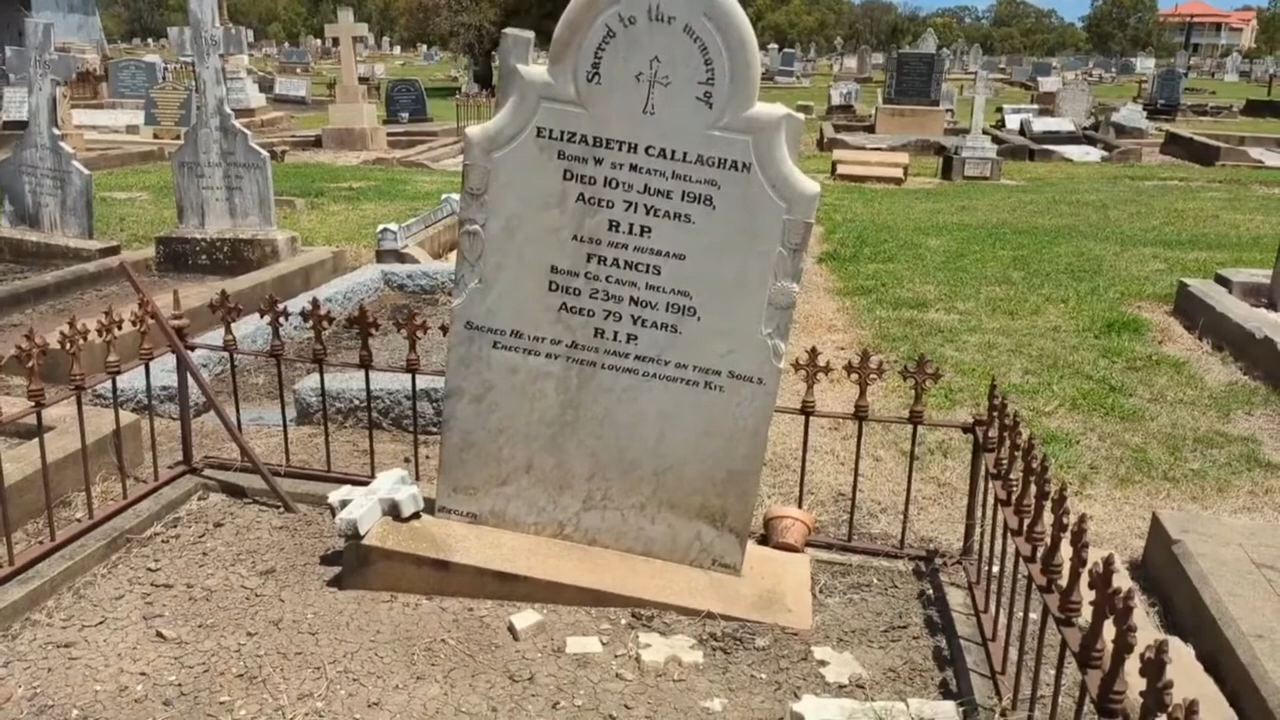 Sacred to the memory of
ELIZABETH CALLAGHAN
BORN W ST MEATH, IRELAND,
DIED 10TH JUNE 1918,
AGED 71 YEARS.
R.I.P.
ALSO HER HUSBAND
FRANCIS
BORN CO. CAVIN, IRELAND,
DIED 23RD NOV. 1919,
AGED 79 YEARS.
R.I.P.
SACRED HEART OF JESUS HAVE MERCY ON THEIR SOULS.
ERECTED BY THEIR LOVING DAUGHTER KIT.
ZIEGLER
IHS